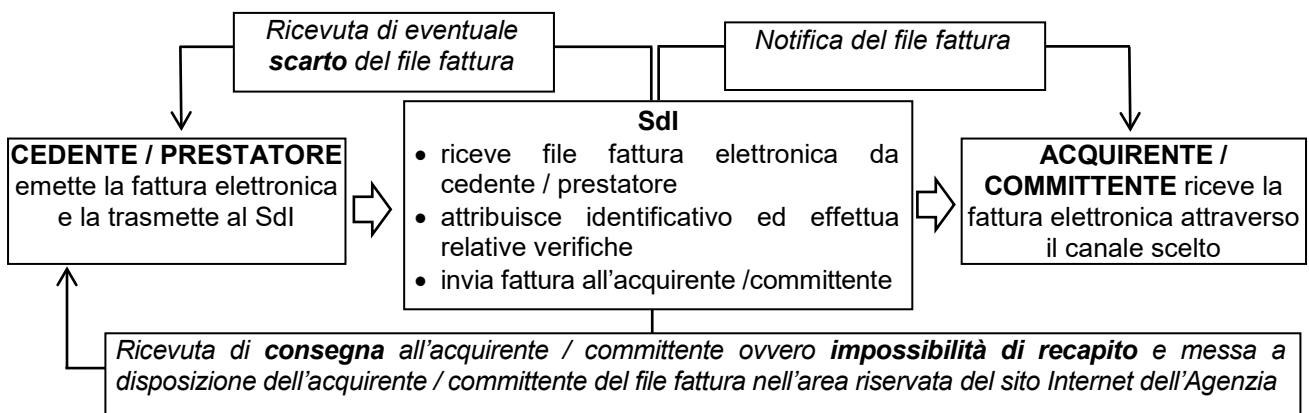 Ricevuta di eventuale
scarto del file fattura
Notifica del file fattura
CEDENTE / PRESTATORE
emette la fattura elettronica
e la trasmette al SdI
SdI
• riceve file fattura elettronica da
cedente / prestatore
• attribuisce identificativo ed effettua
relative verifiche
• invia fattura all’acquirente /committente
ACQUIRENTE /
COMMITTENTE riceve la
fattura elettronica attraverso
il canale scelto
Ricevuta di consegna all’acquirente / committente ovvero impossibilità di recapito e messa a
disposizione dell’acquirente / committente del file fattura nell’area riservata del sito Internet dell’Agenzia